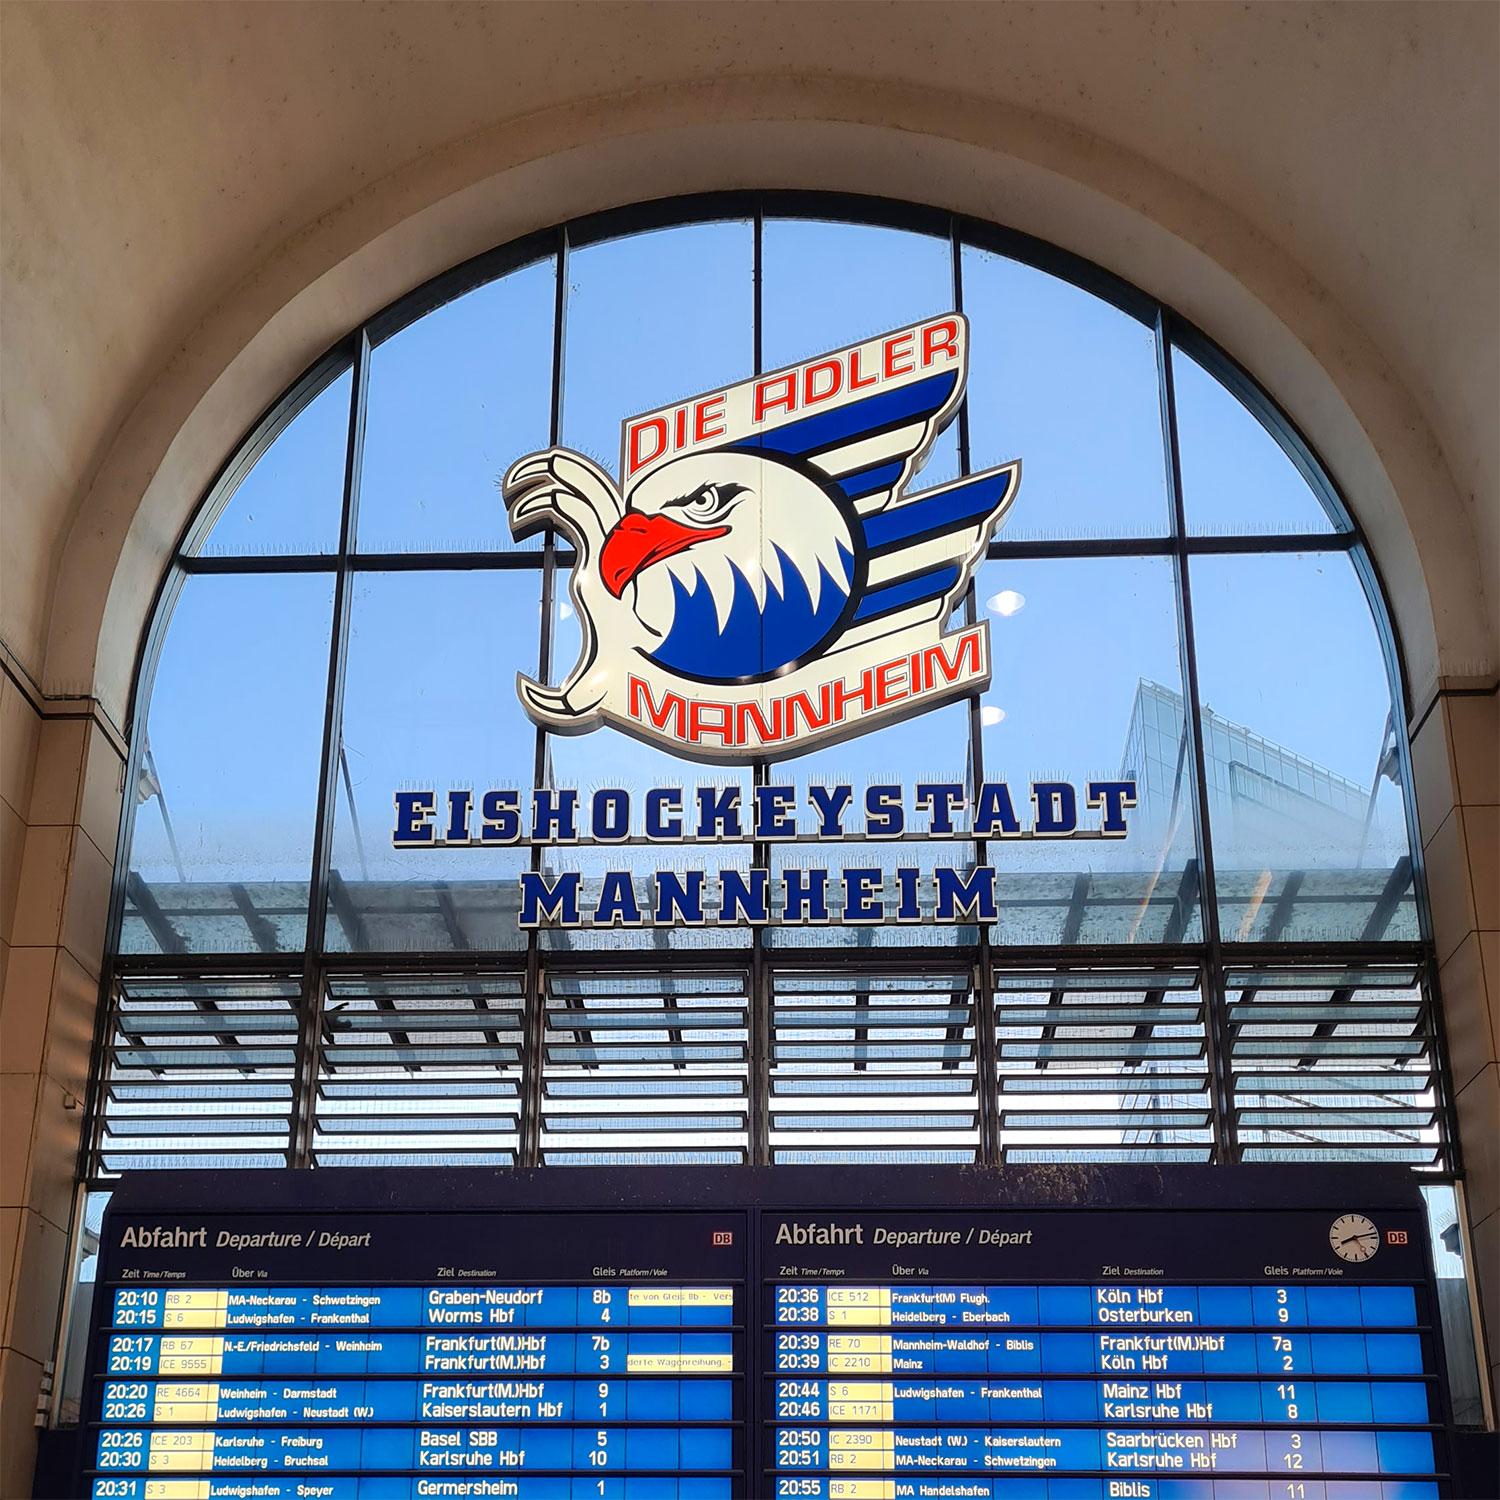 DIE ADLER
MANNHEIM
EISHOCKEYSTADT
MANNHEIM
Abfahrt Departure / Départ DB
Zeit Time/Temps Über Via Ziel Destination Gleis Platform/Voie
20:10 RB 2 MA-Neckarau - Schwetzingen Graben-Neudorf 8b te von Gleis 8b - Vers
20:15 S 6 Ludwigshafen - Frankenthal Worms Hbf 4
20:17 RB 67 N.-E./Friedrichsfeld - Weinheim Frankfurt(M.)Hbf 7b
20:19 ICE 9555 Frankfurt(M.)Hbf 3 derte Wagenreihung. -
20:20 RE 4664 Weinheim - Darmstadt Frankfurt(M.)Hbf 9
20:26 S 1 Ludwigshafen - Neustadt (W.) Kaiserslautern Hbf 1
20:26 ICE 203 Karlsruhe - Freiburg Basel SBB 5
20:30 S 3 Heidelberg - Bruchsal Karlsruhe Hbf 10
20:31 S 3 Ludwigshafen - Speyer Germersheim 1
Abfahrt Departure / Départ DB
Zeit Time/Temps Über Via Ziel Destination Gleis Platform/Voie
20:36 ICE 512 Frankfurt(M) Flugh. Köln Hbf 3
20:38 S 1 Heidelberg - Eberbach Osterburken 9
20:39 RE 70 Mannheim-Waldhof - Biblis Frankfurt(M.)Hbf 7a
20:39 IC 2210 Mainz Köln Hbf 2
20:44 S 6 Ludwigshafen - Frankenthal Mainz Hbf 11
20:46 ICE 1171 Karlsruhe Hbf 8
20:50 IC 2390 Neustadt (W.) - Kaiserslautern Saarbrücken Hbf 3
20:51 RB 2 MA-Neckarau - Schwetzingen Karlsruhe Hbf 12
20:55 RB 2 MA Handelshafen Biblis 11